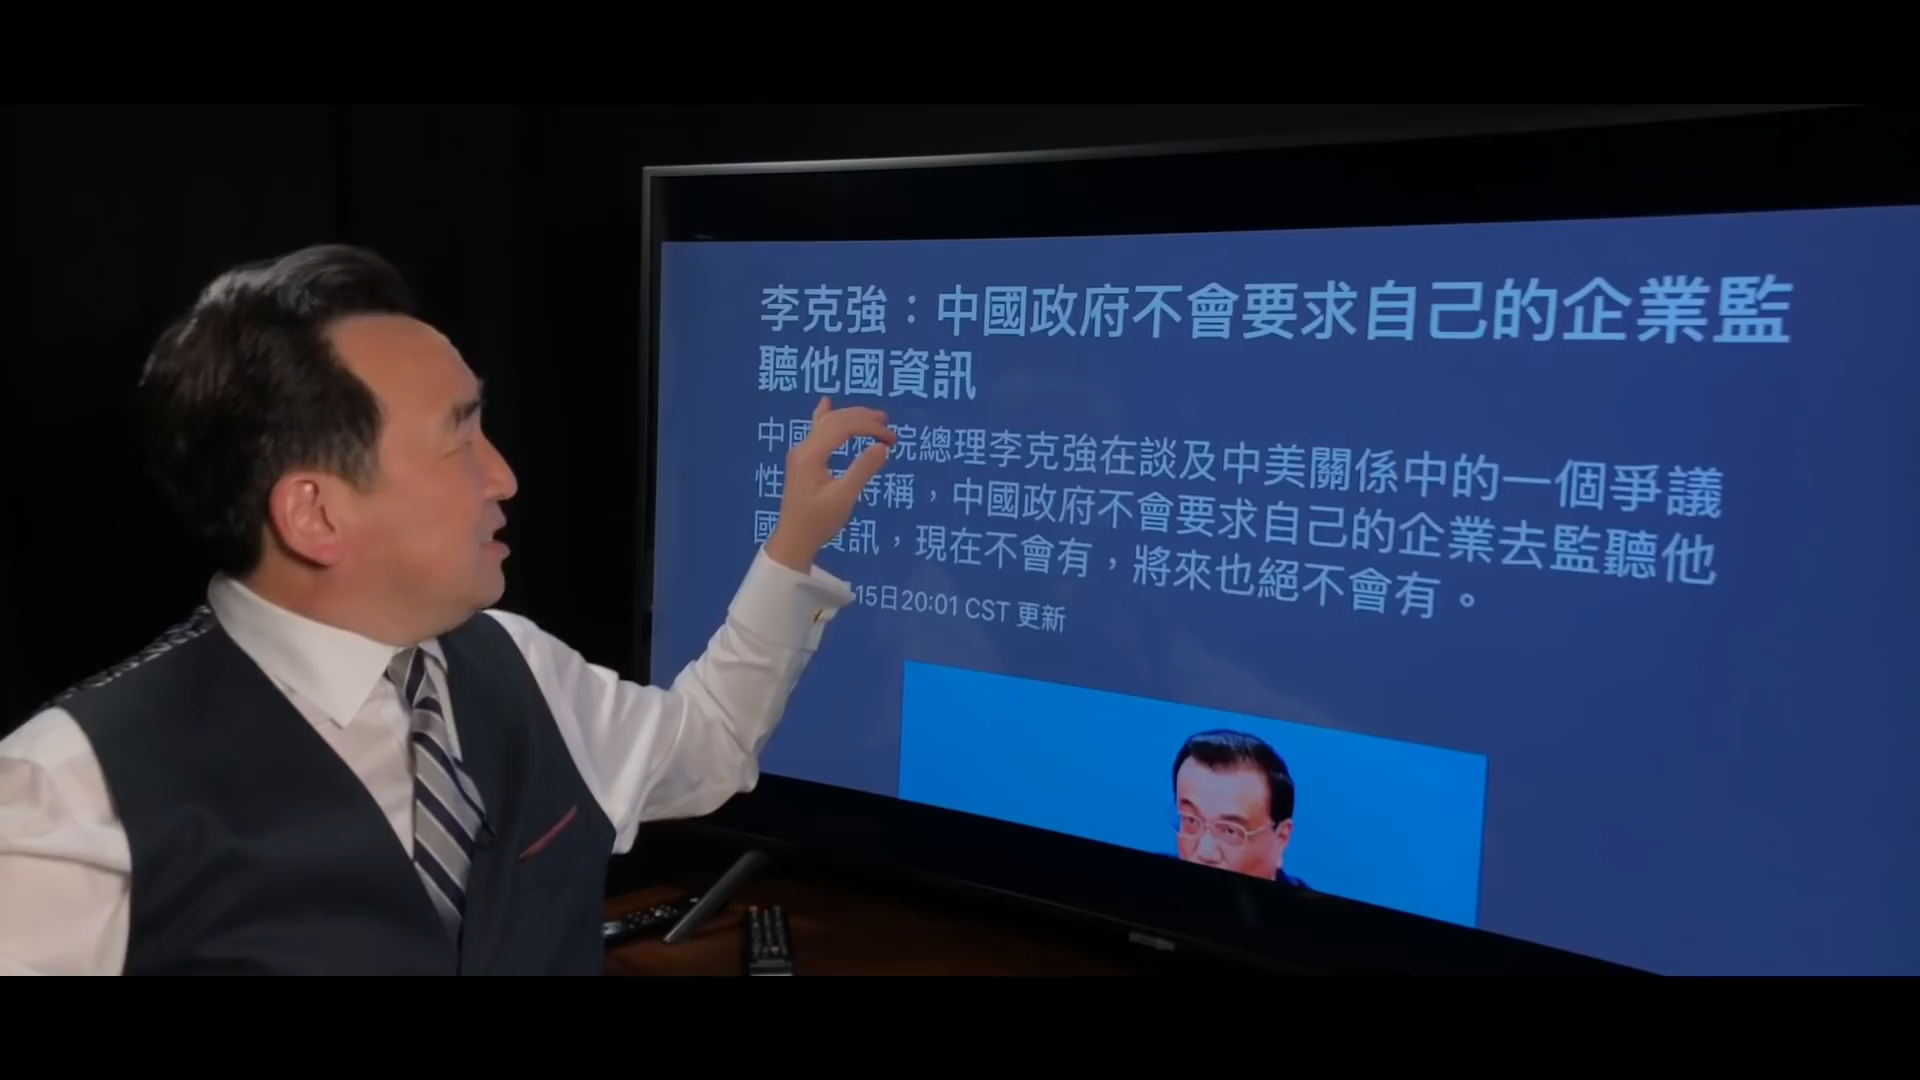 李克強：中國政府不會要求自己的企業監
聽他國資訊
中國國務院總理李克強在談及中美關係中的一個爭議
性 時稱，中國政府不會要求自己的企業去監聽他
國 資訊，現在不會有，將來也絕不會有。
15日20:01 CST 更新